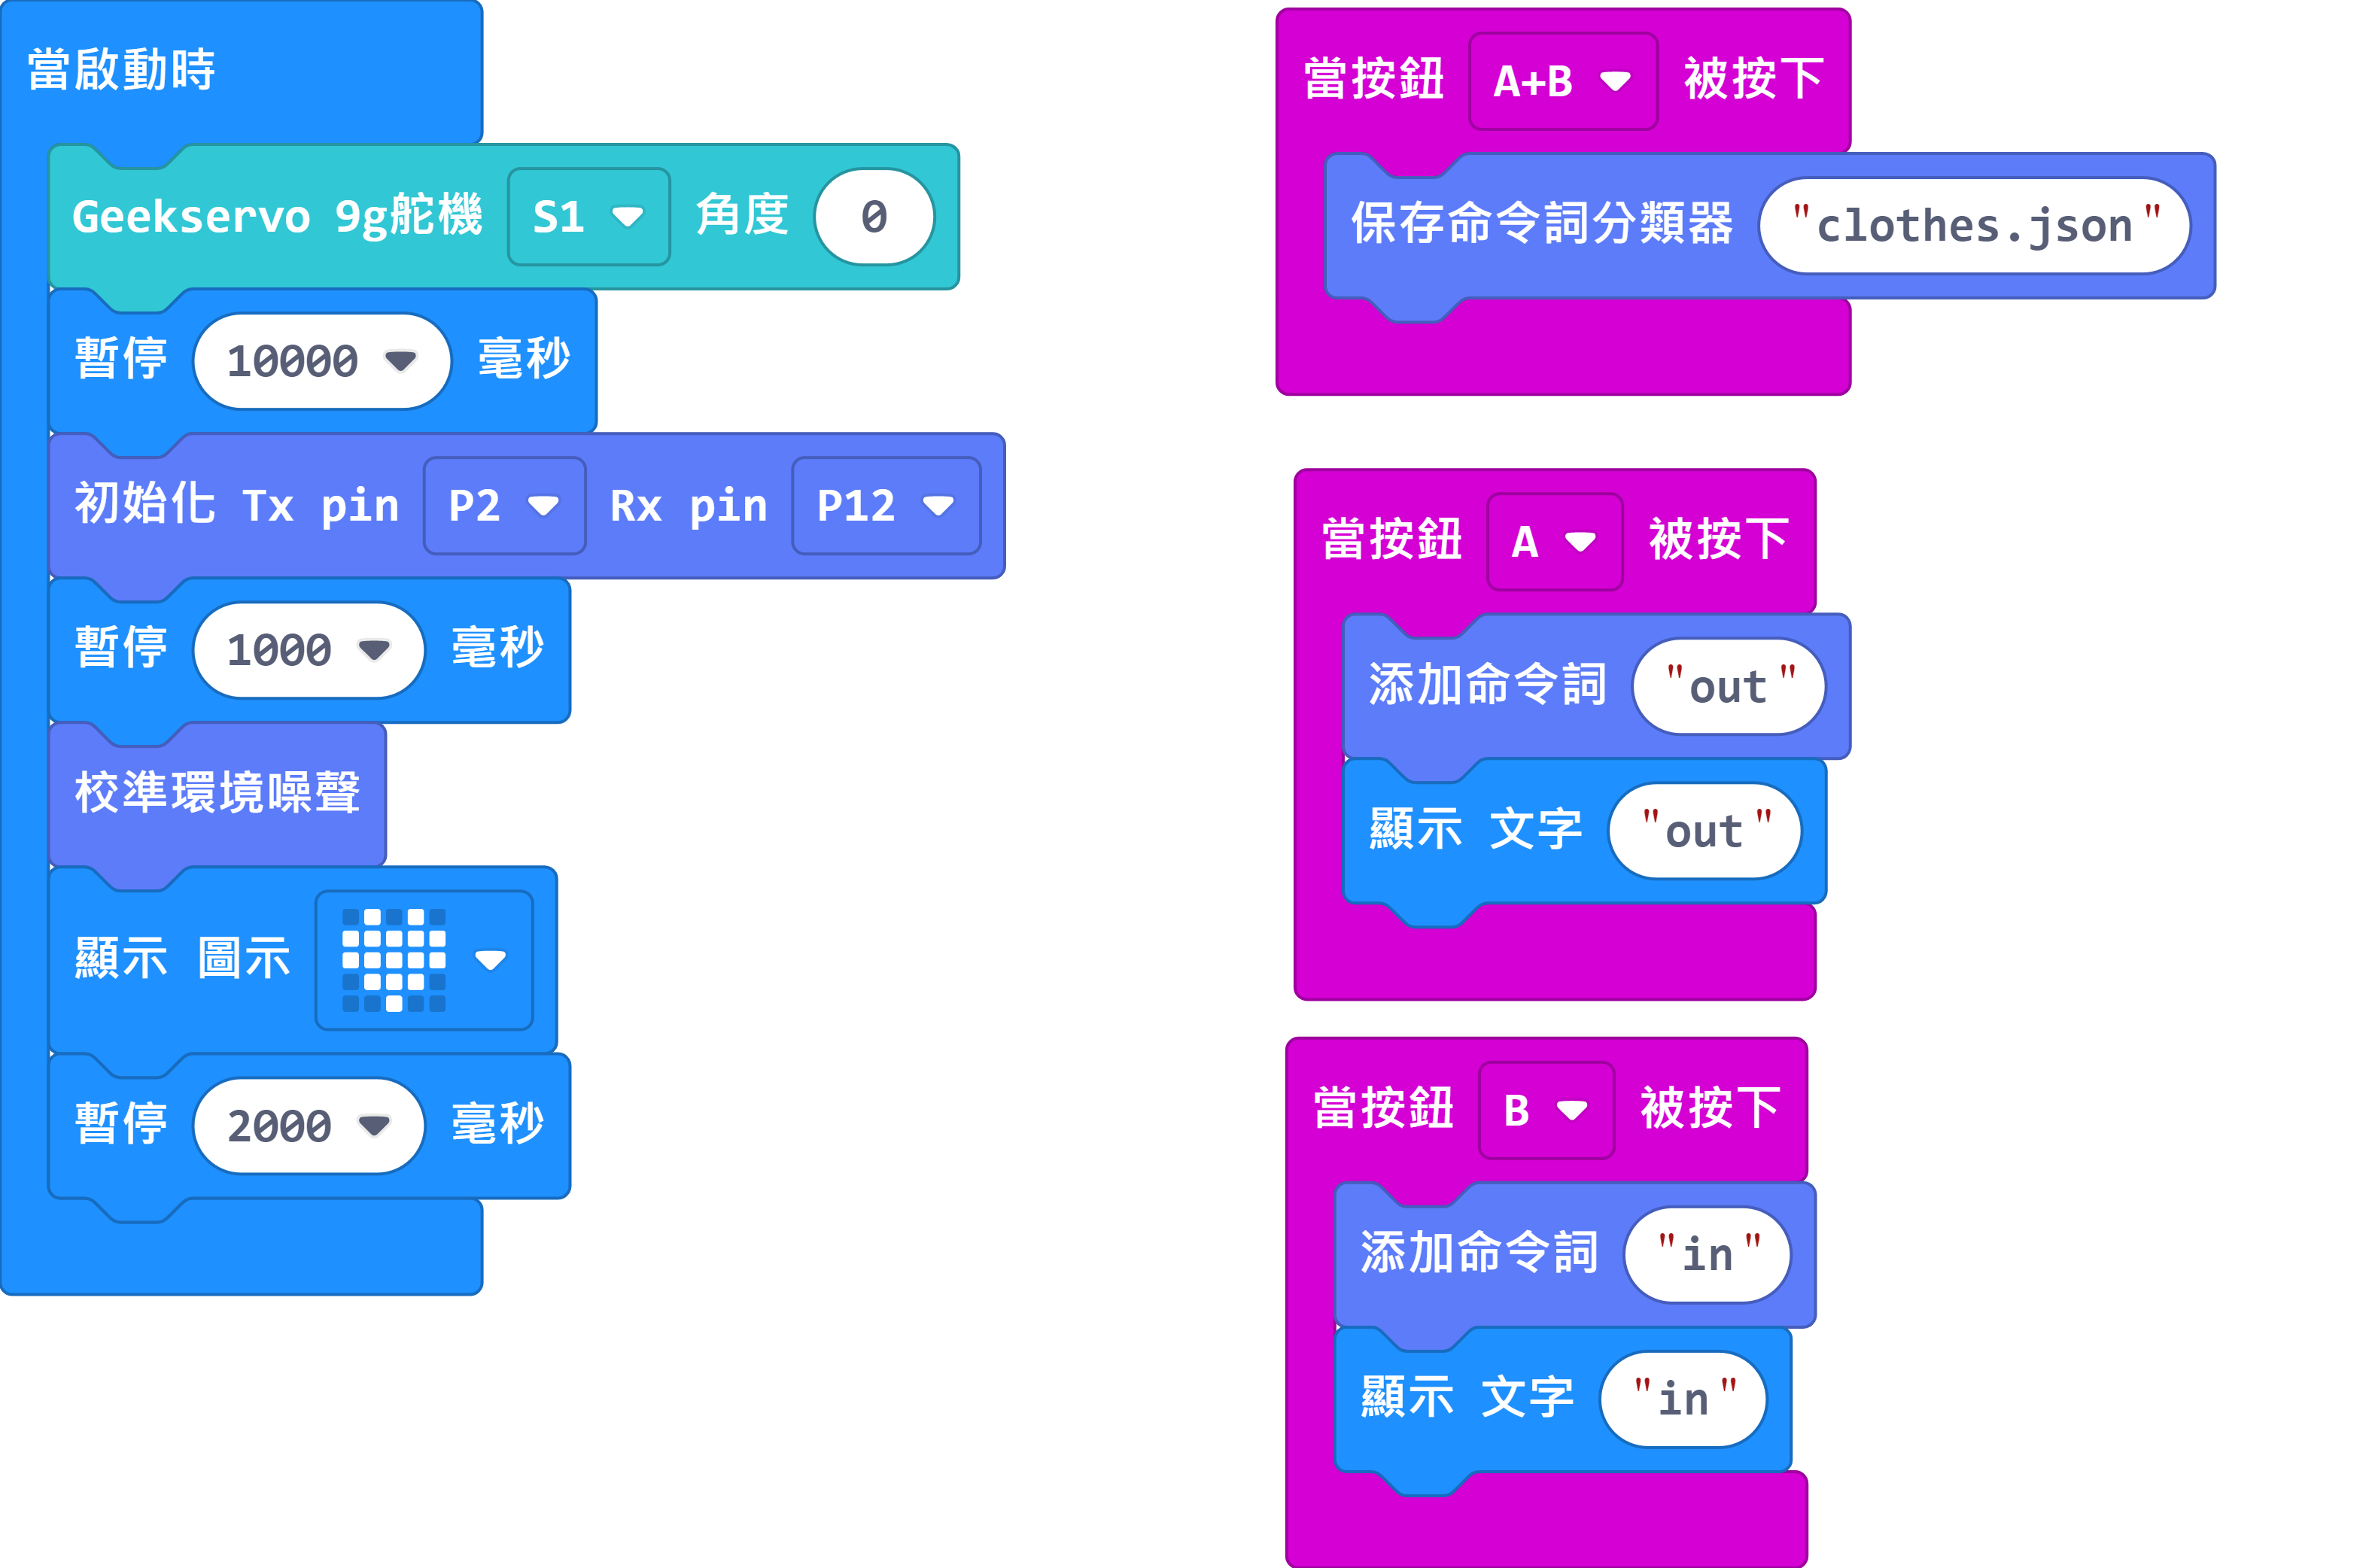 當啟動時
Geekservo 9g舵機 S1 角度 0
暫停 10000 毫秒
初始化 Tx pin P2 Rx pin P12
暫停 1000 毫秒
校準環境噪聲
顯示 圖示
暫停 2000 毫秒
當按鈕 A+B 被按下
保存命令詞分類器 "clothes.json"
當按鈕 A 被按下
添加命令詞 "out"
顯示 文字 "out"
當按鈕 B 被按下
添加命令詞 "in"
顯示 文字 "in"